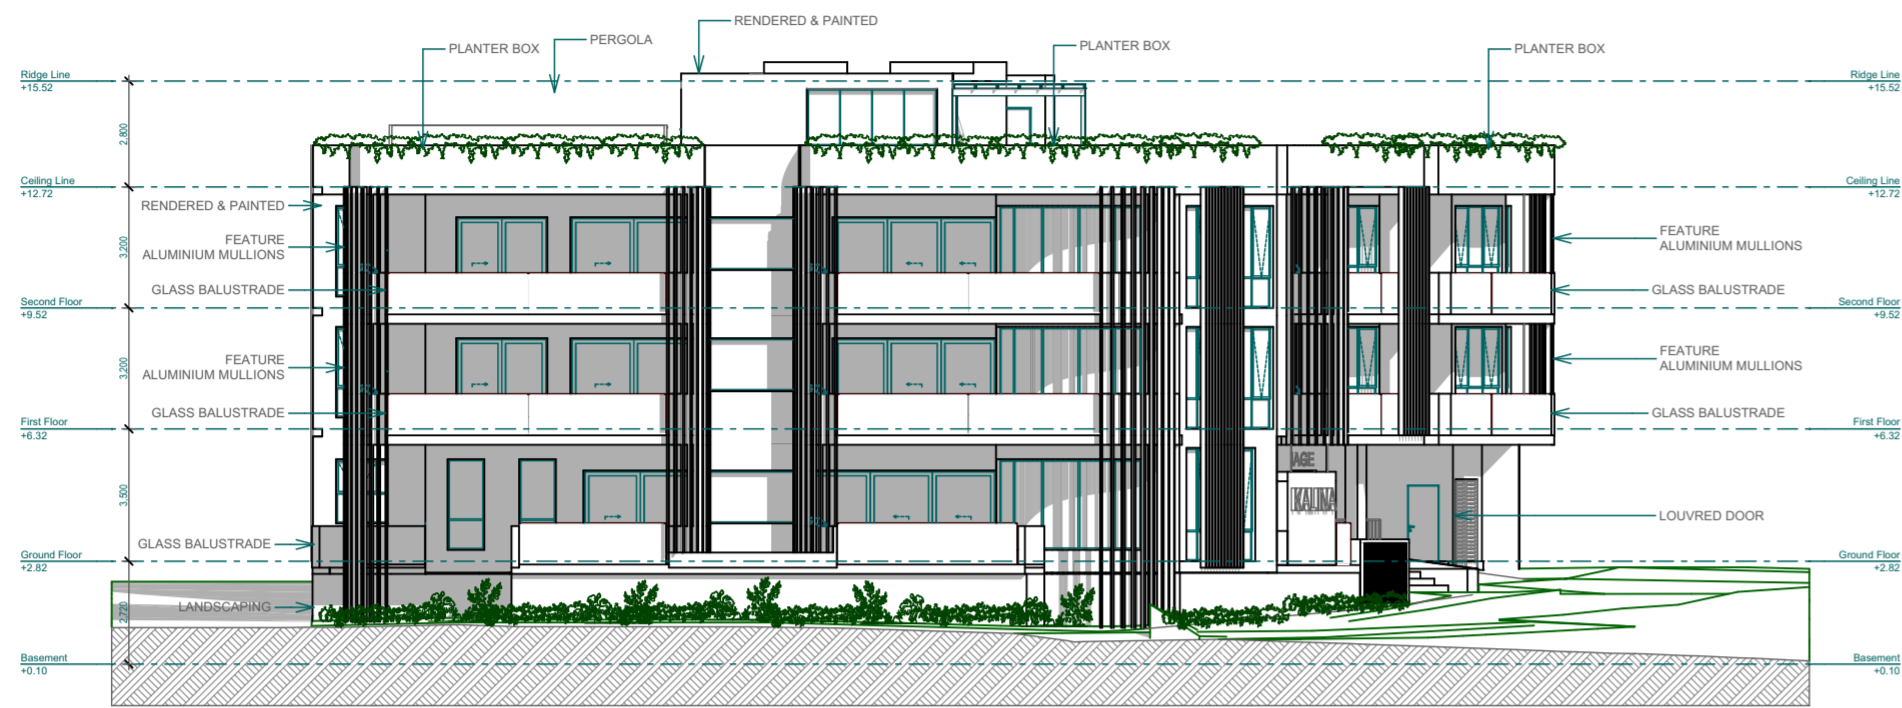 RENDERED & PAINTED
PLANTER BOX
PERGOLA
PLANTER BOX
PLANTER BOX
Ridge Line
+15.52
Ridge Line
+15.52
2,800
Ceiling Line
+12.72
Ceiling Line
+12.72
RENDERED & PAINTED
FEATURE
ALUMINIUM MULLIONS
3,200
FEATURE
ALUMINIUM MULLIONS
GLASS BALUSTRADE
GLASS BALUSTRADE
Second Floor
+9.52
Second Floor
+9.52
FEATURE
ALUMINIUM MULLIONS
3,200
FEATURE
ALUMINIUM MULLIONS
GLASS BALUSTRADE
GLASS BALUSTRADE
First Floor
+6.32
First Floor
+6.32
AGE
KALINA
3,500
LOUVRED DOOR
GLASS BALUSTRADE
Ground Floor
+2.82
Ground Floor
+2.82
LANDSCAPING
2,720
Basement
+0.10
Basement
+0.10